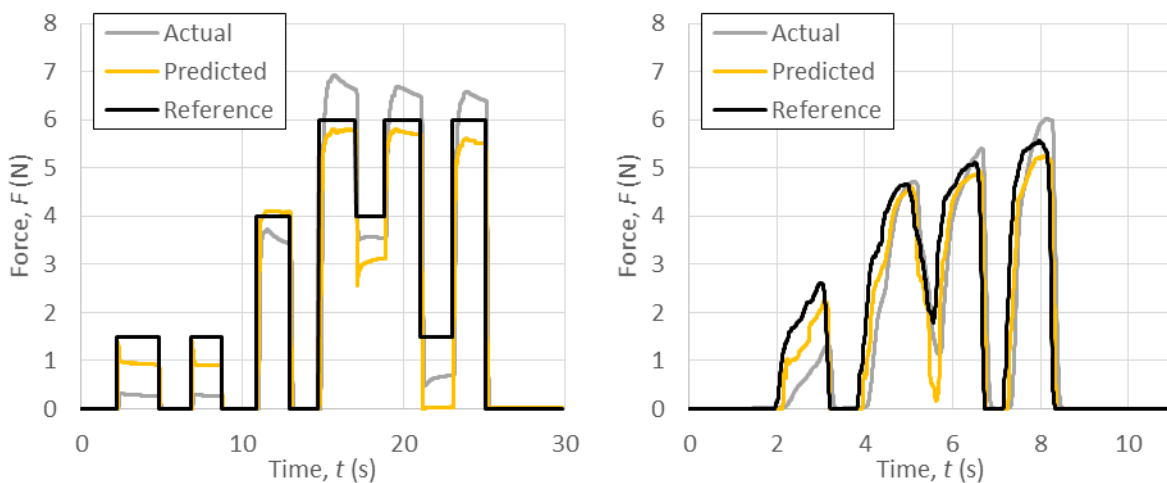 8
7
6
5
4
3
2
1
0
Force, F (N)
Actual
Predicted
Reference
0 10 20 30
Time, t (s)
8
7
6
5
4
3
2
1
0
Force, F (N)
Actual
Predicted
Reference
0 2 4 6 8 10
Time, t (s)